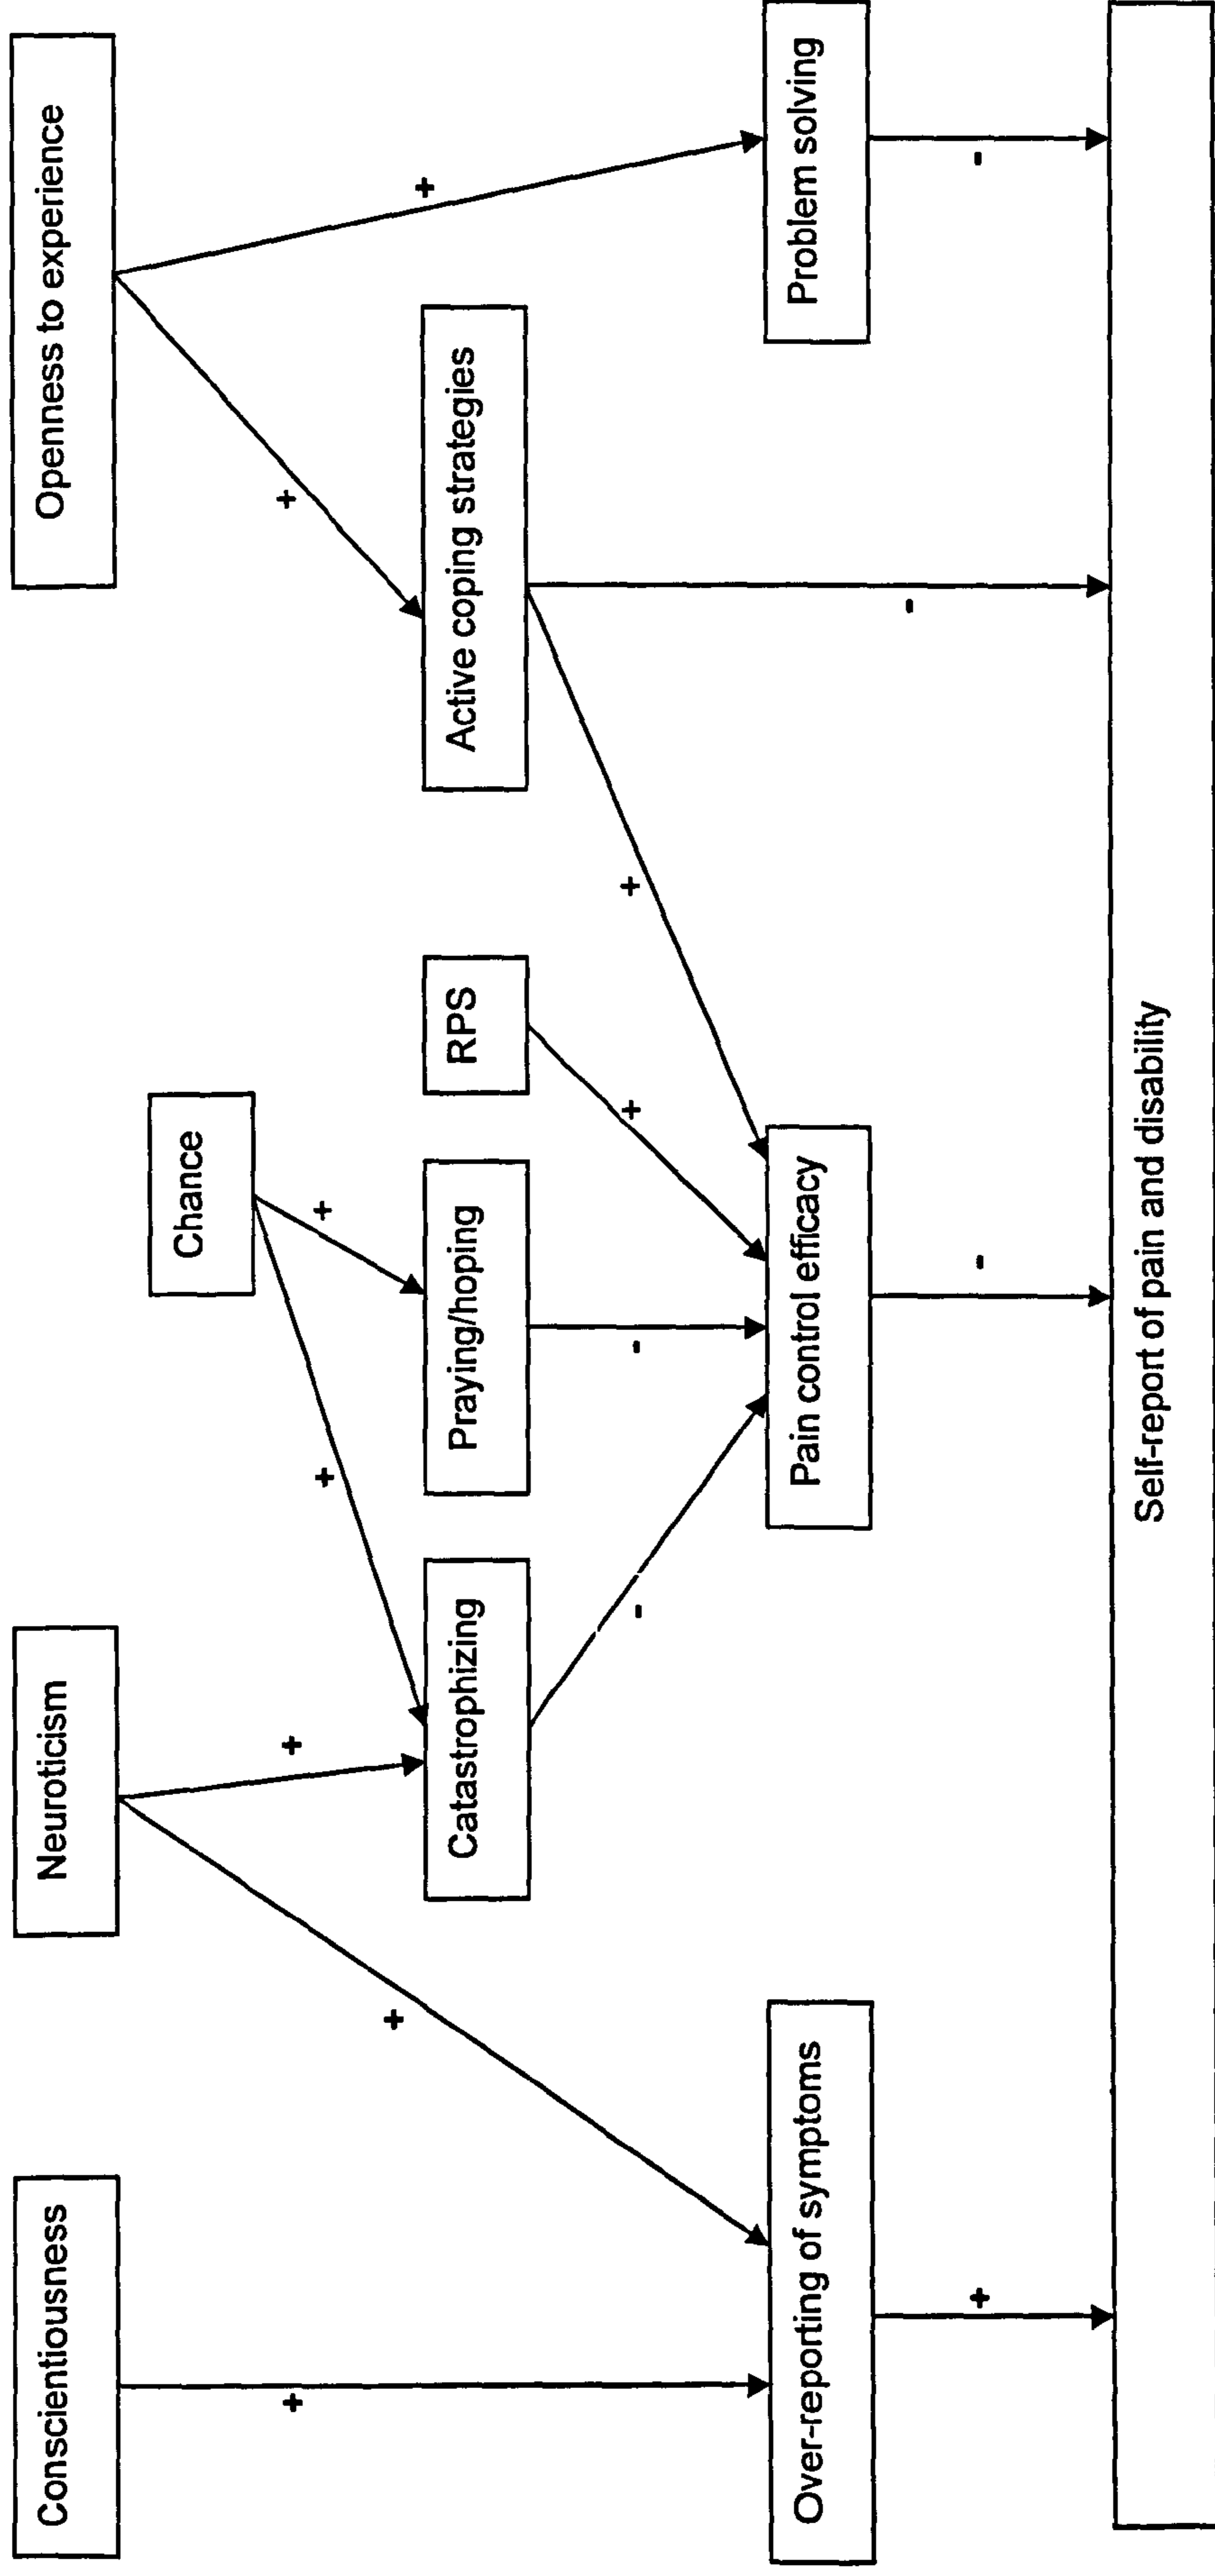 Conscientiousness
Neuroticism
Openness to experience
Chance
+
+
+
+
+
+
+
Catastrophizing
Praying/hoping
RPS
Active coping strategies
-
-
+
+
Over-reporting of symptoms
Pain control efficacy
Problem solving
+
-
-
-
Self-report of pain and disability